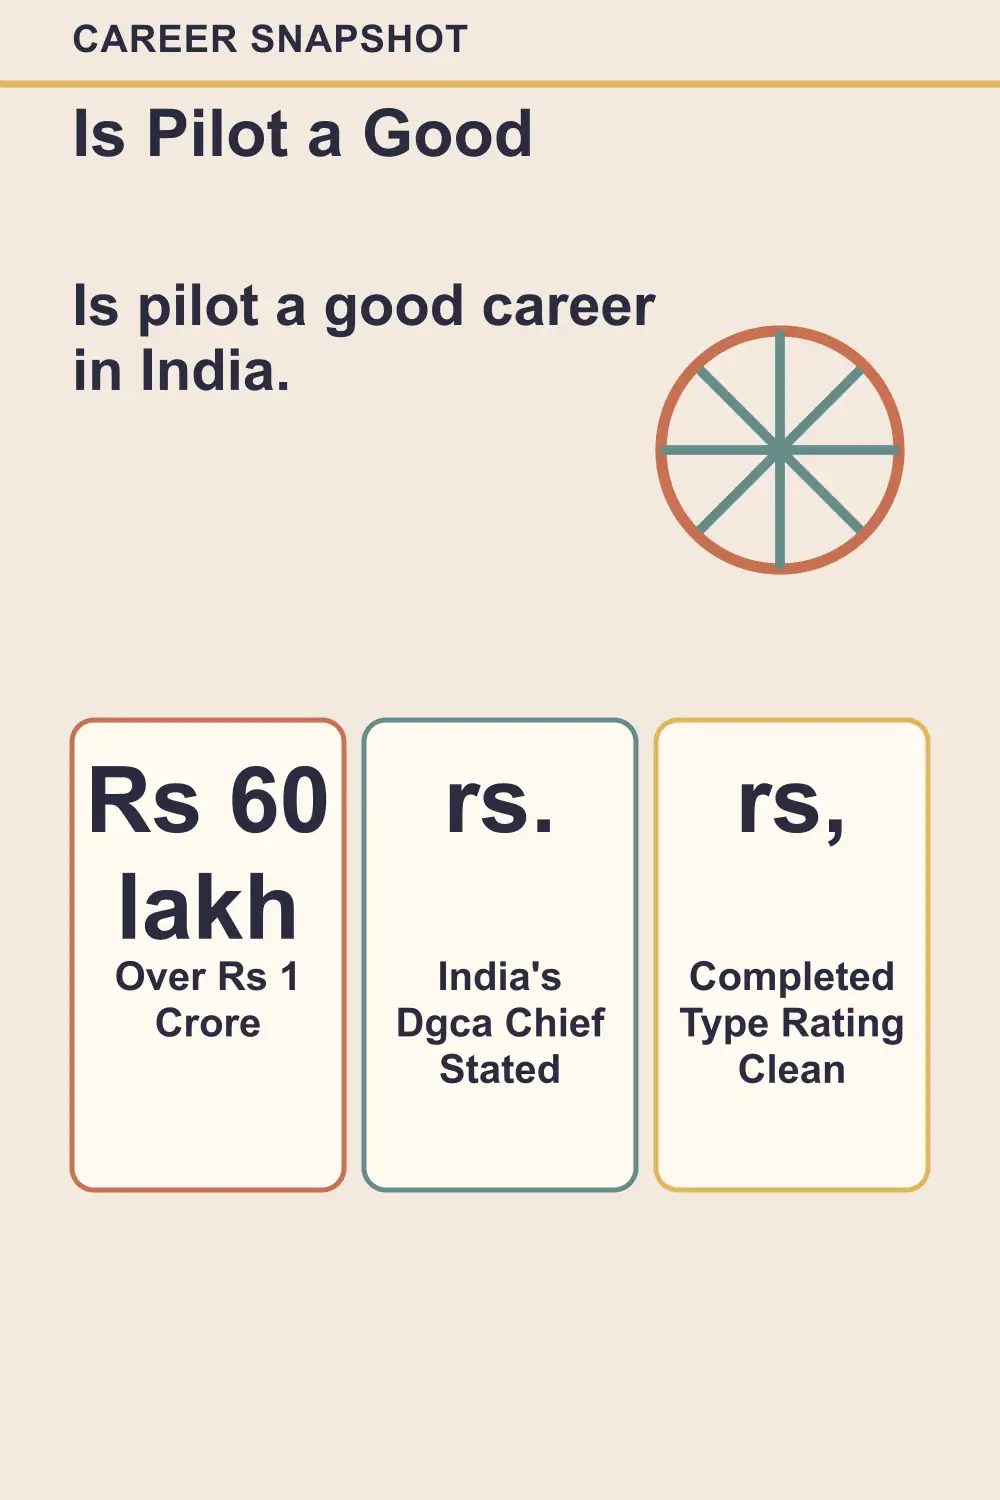 CAREER SNAPSHOT
Is Pilot a Good
Is pilot a good career
in India.
Rs 60
lakh
Over Rs 1
Crore
rs.
India's
Dgca Chief
Stated
rs,
Completed
Type Rating
Clean